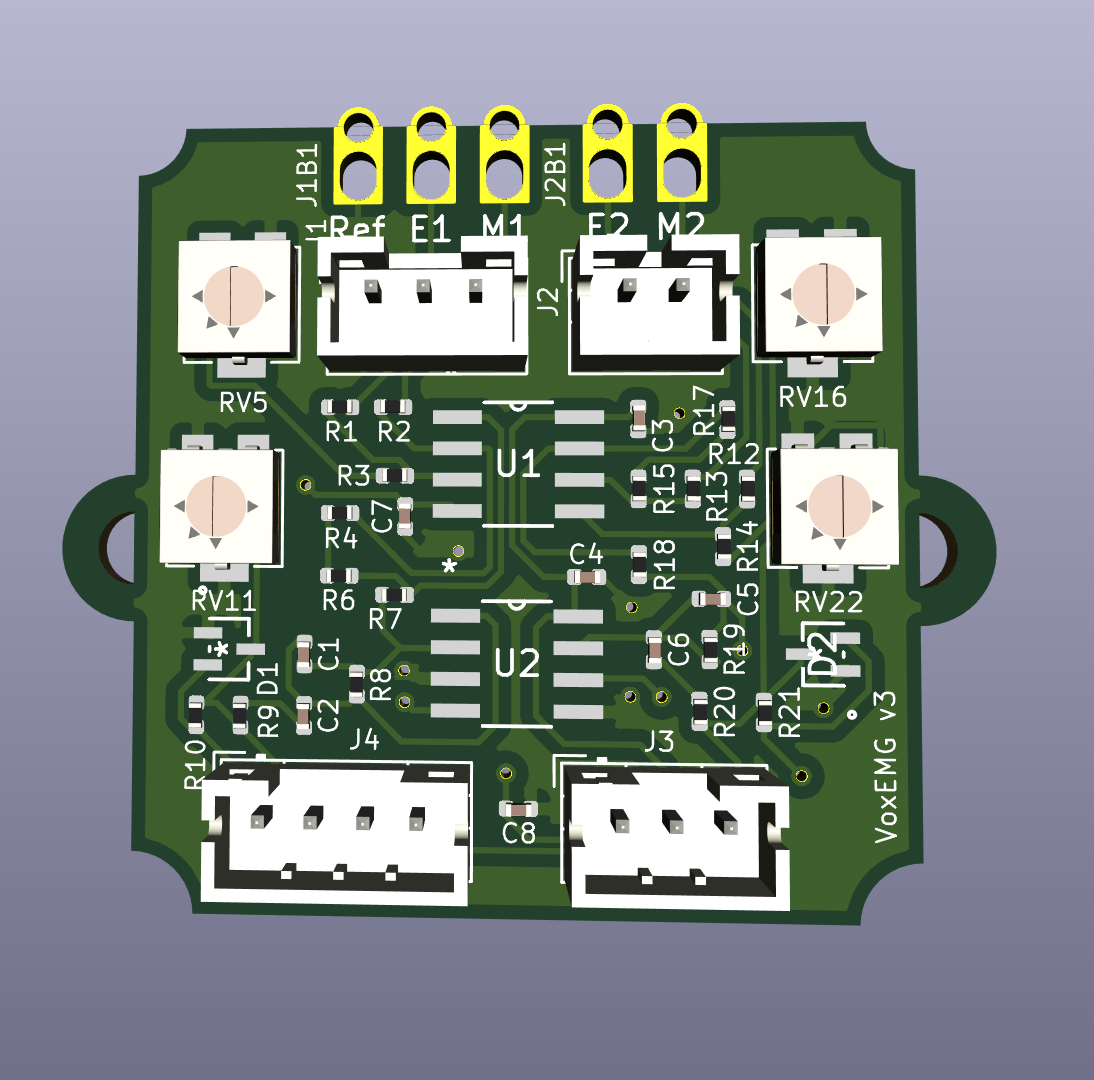 J1B1
J2B1
J1
Ref
E1
M1
E2
M2
J2
RV5
RV16
R1
R2
U1
C3
R17
R12
R3
R15
R13
R4
C7
R14
C4
R18
R6
R7
C5
RV11
RV22
*
*
U2
C6
R19
D2
C1
D1
R8
R9
C2
R20
R21
R10
J4
J3
C8
VoxEMG v3